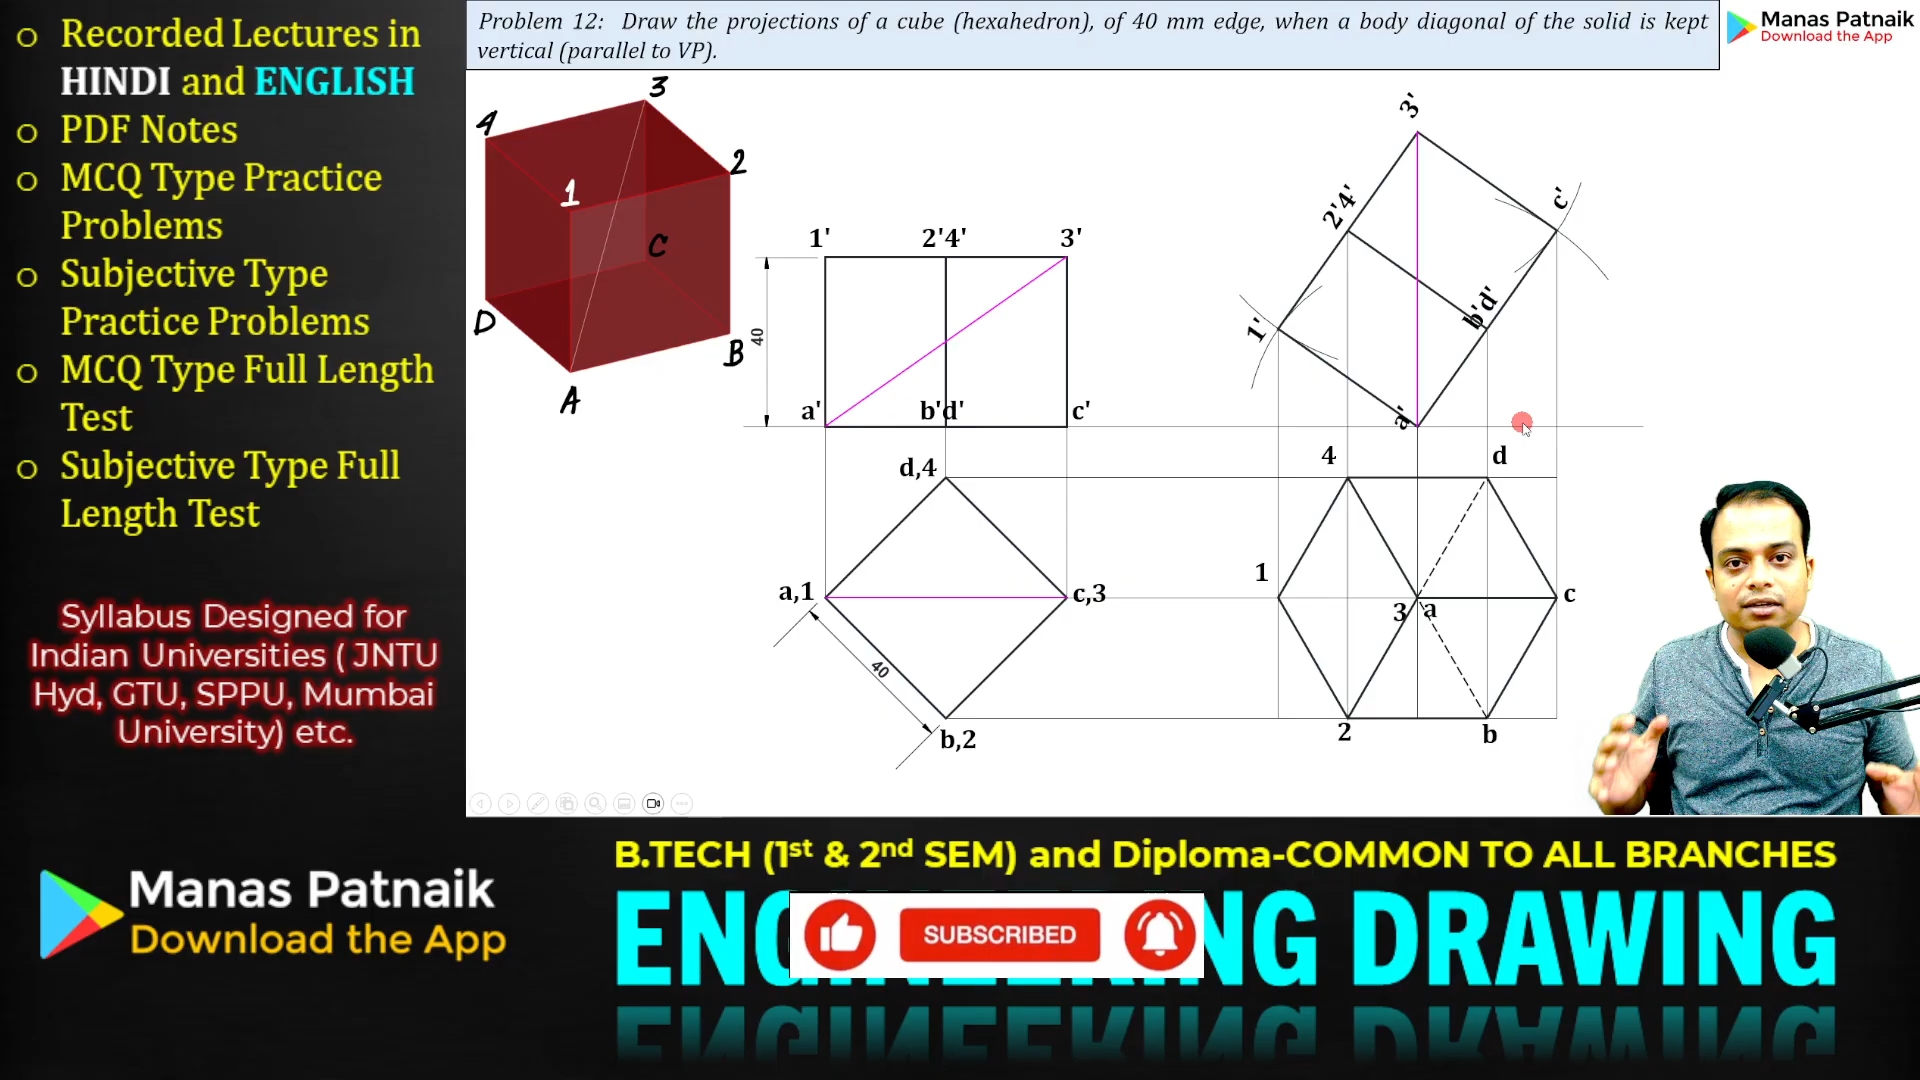 o Recorded Lectures in
HINDI and ENGLISH
o PDF Notes
o MCQ Type Practice
Problems
o Subjective Type
Practice Problems
o MCQ Type Full Length
Test
o Subjective Type Full
Length Test
Syllabus Designed for
Indian Universities ( JNTU
Hyd, GTU, SPPU, Mumbai
University) etc.
Problem 12: Draw the projections of a cube (hexahedron), of 40 mm edge, when a body diagonal of the solid is kept
vertical (parallel to VP).
Manas Patnaik
Download the App
3
4
2
1
C
D
B
A
1' 2'4' 3'
40
a' b'd' c'
d,4
a,1 c,3
40
b,2
3'
2'4' c'
1' b'd'
a'
4 d
1 3 a c
2 b
Manas Patnaik
Download the App
B.TECH (1st & 2nd SEM) and Diploma-COMMON TO ALL BRANCHES
ENGINEERING DRAWING
SUBSCRIBED